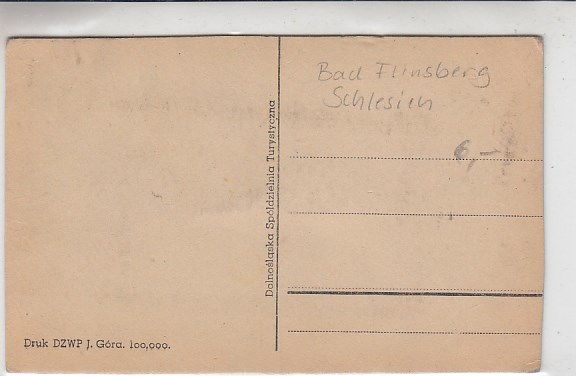 Bad Flinsberg
Schlesien
6,-
Dolnośląska Spółdzielnia Turystyczna
Druk DZWP J. Góra. 100,000.